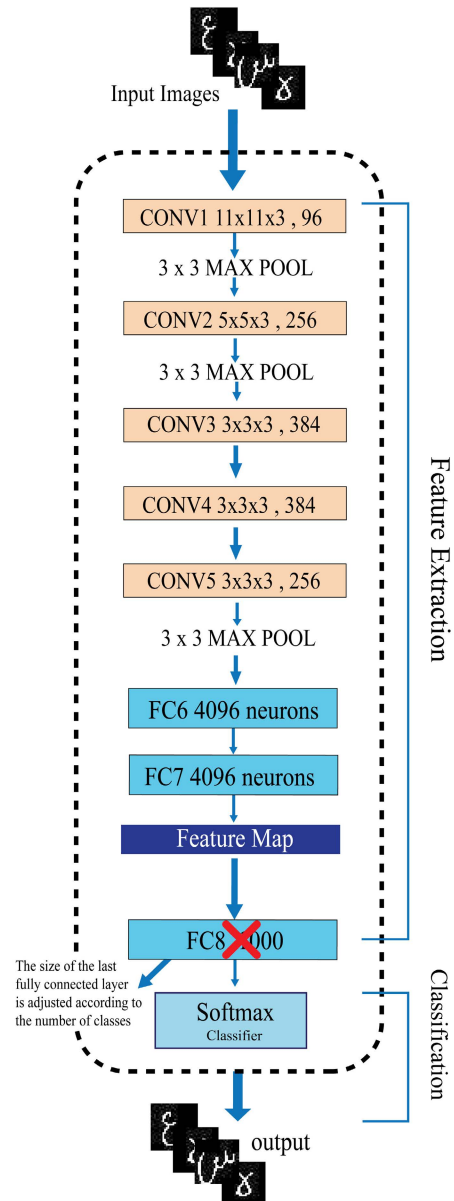 Input Images
CONV1 11x11x3 , 96
3 x 3 MAX POOL
CONV2 5x5x3 , 256
3 x 3 MAX POOL
CONV3 3x3x3 , 384
CONV4 3x3x3 , 384
CONV5 3x3x3 , 256
3 x 3 MAX POOL
FC6 4096 neurons
FC7 4096 neurons
Feature Map
FC8 1000
The size of the last
fully connected layer
is adjusted according to
the number of classes
Softmax
Classifier
output
Feature Extraction
Classification